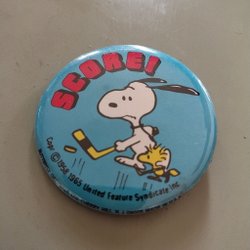 SCORE!
Copr. © 1958, 1965 United Feature Syndicate, Inc.